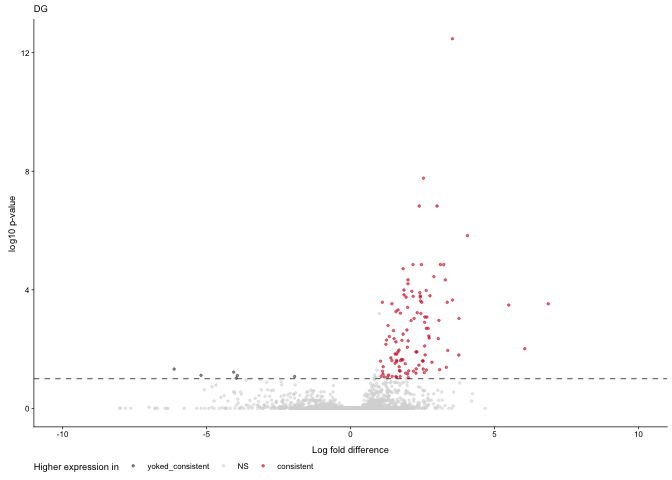 DG
12
8
4
0
log10 p-value
-10
-5
0
5
10
Log fold difference
Higher expression in yoked_consistent NS consistent